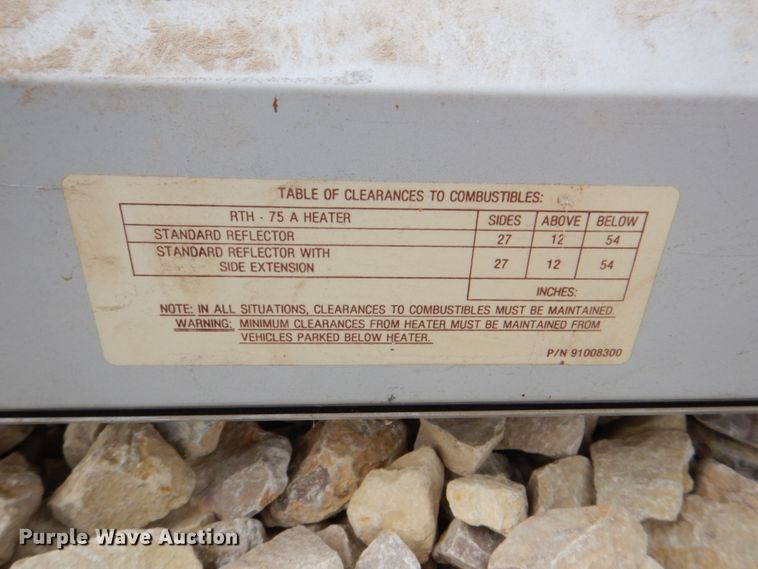 TABLE OF CLEARANCES TO COMBUSTIBLES:
RTH - 75 A HEATER SIDES ABOVE BELOW
STANDARD REFLECTOR 27 12 54
STANDARD REFLECTOR WITH
SIDE EXTENSION 27 12 54
INCHES:
NOTE: IN ALL SITUATIONS, CLEARANCES TO COMBUSTIBLES MUST BE MAINTAINED.
WARNING: MINIMUM CLEARANCES FROM HEATER MUST BE MAINTAINED FROM
VEHICLES PARKED BELOW HEATER.
P/N 91008300
Purple Wave Auction